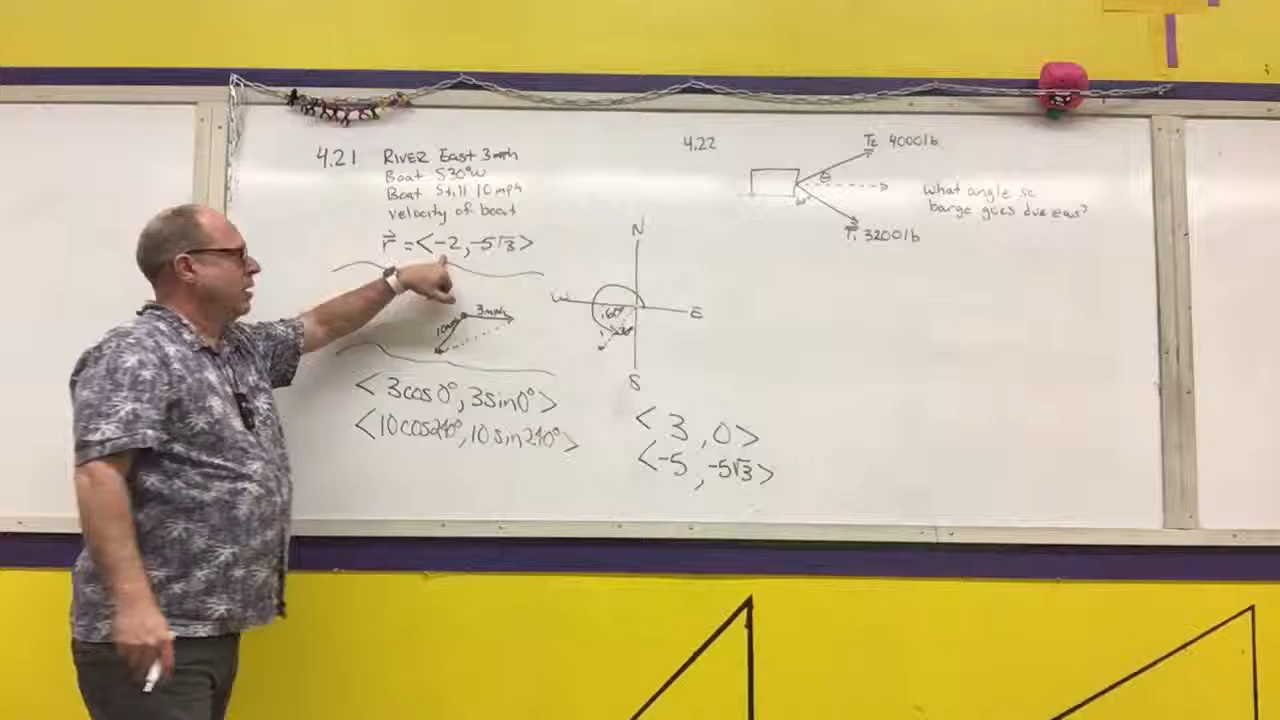 4.21 RIVER East 3mph
Boat S30°W
Boat Still 10mph
velocity of boat
r⃗ = <-2, -5√3>
10mph 3mph
<3cos0°, 3sin0°>
<10cos240°, 10sin240°>
N
W
E
60°
30°
S
<3, 0>
<-5, -5√3>
4.22
T2 4000lb
θ
T1 3200lb
What angle so
barge goes due east?